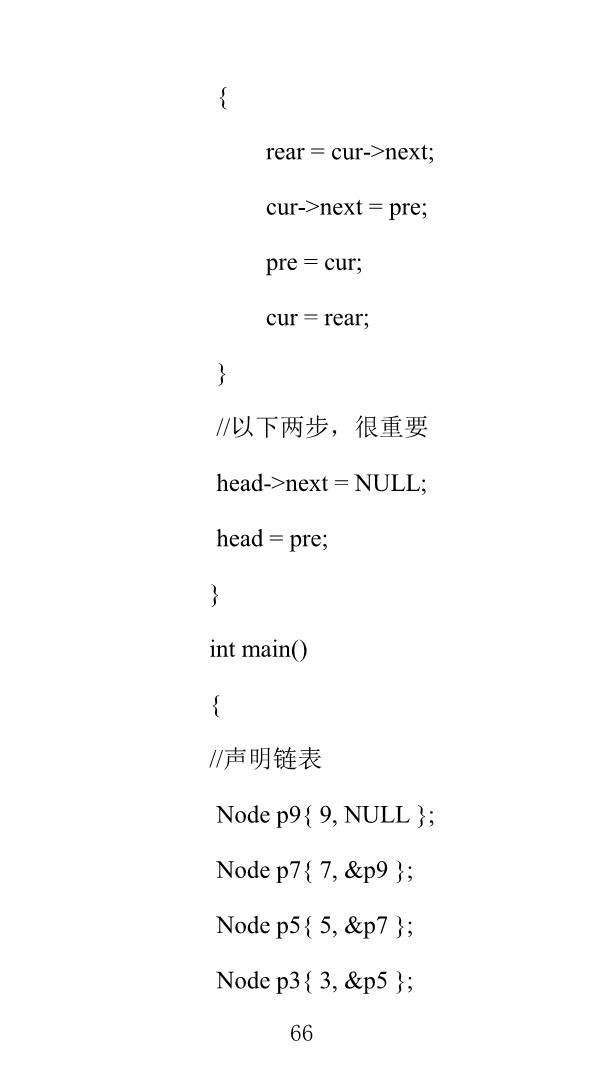 {
rear = cur->next;
cur->next = pre;
pre = cur;
cur = rear;
}
//以下两步，很重要
head->next = NULL;
head = pre;
}
int main()
{
//声明链表
Node p9{ 9, NULL };
Node p7{ 7, &p9 };
Node p5{ 5, &p7 };
Node p3{ 3, &p5 };
66